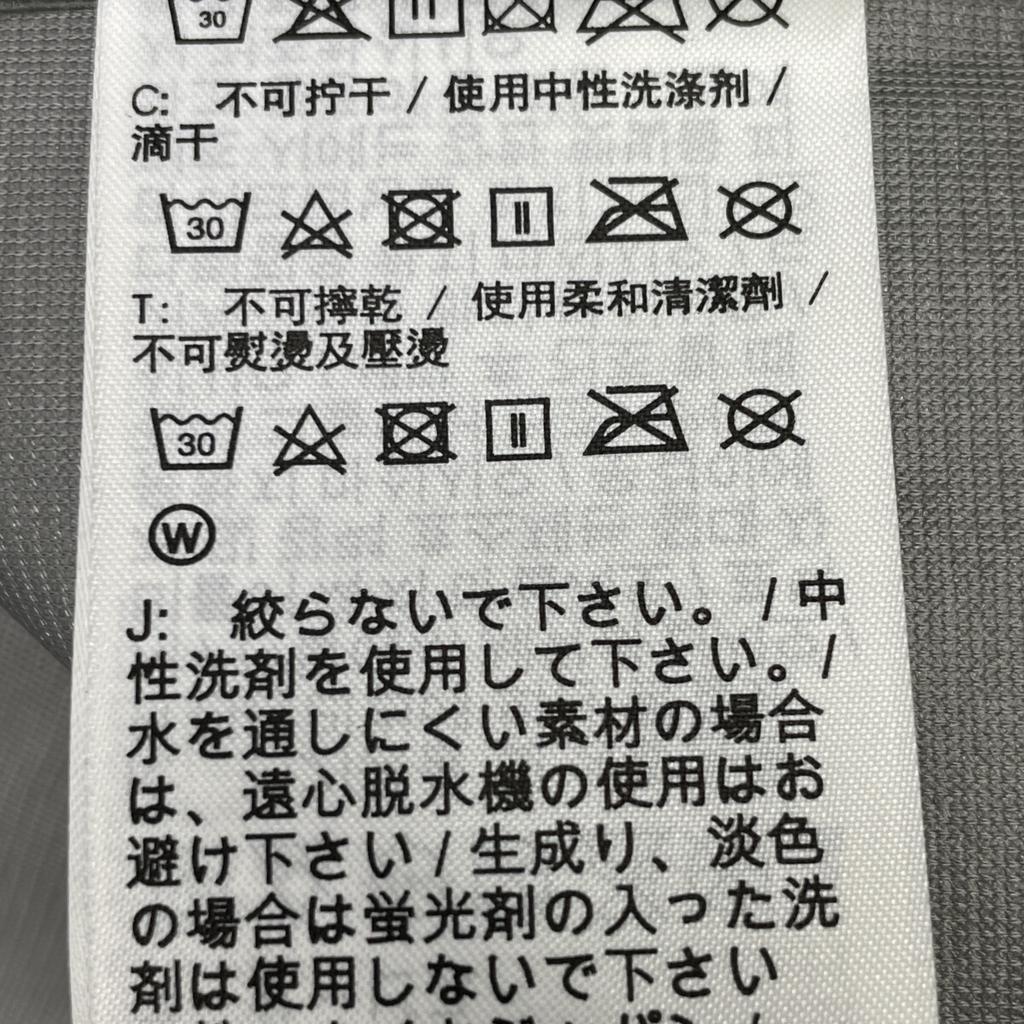 30
C: 不可拧干 / 使用中性洗涤剂 /
滴干
30
T: 不可擰乾 / 使用柔和清潔劑 /
不可熨燙及壓燙
30
W
J: 絞らないで下さい。 / 中
性洗剤を使用して下さい。/
水を通しにくい素材の場合
は、遠心脱水機の使用はお
避け下さい / 生成り、淡色
の場合は蛍光剤の入った洗
剤は使用しないで下さい